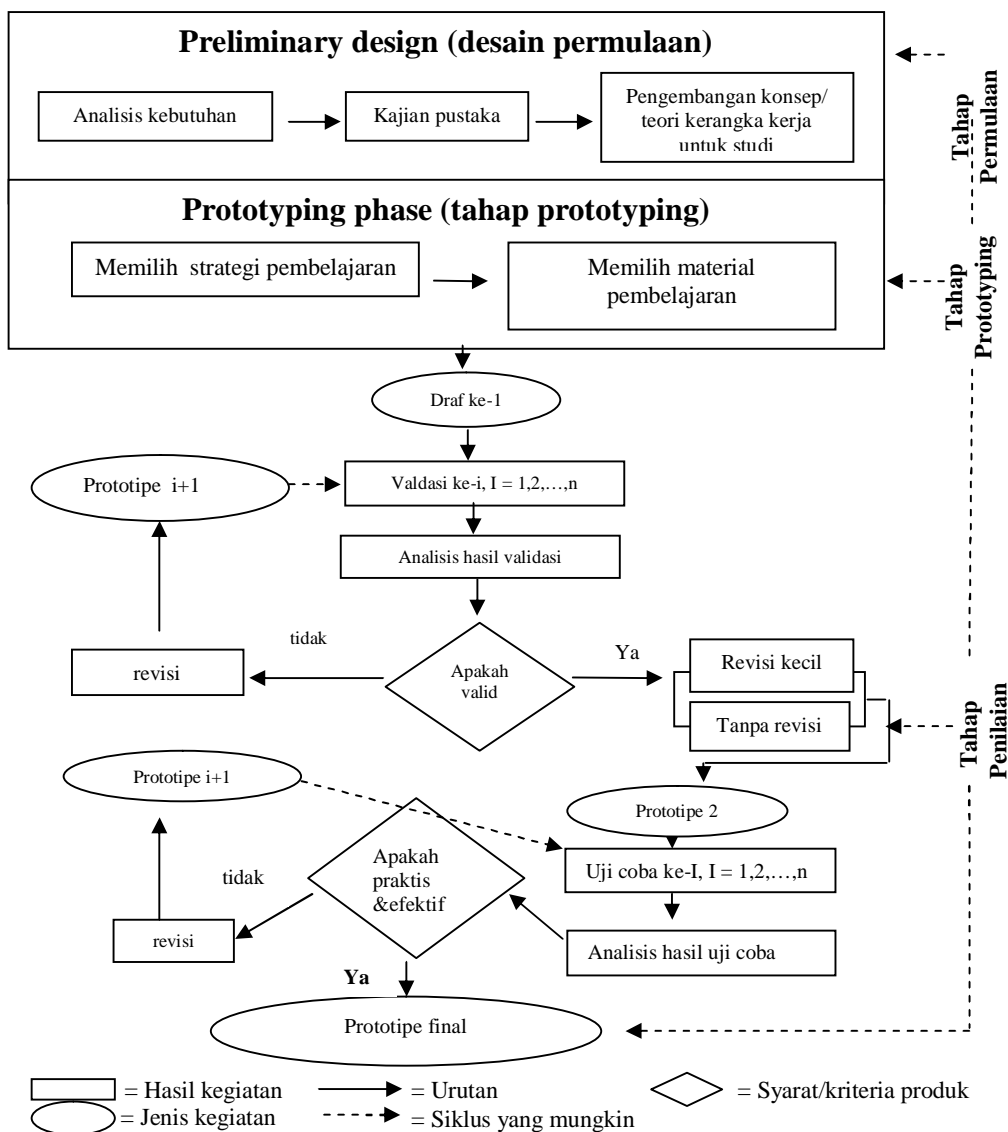 Preliminary design (desain permulaan)
Analisis kebutuhan
Kajian pustaka
Pengembangan konsep/
teori kerangka kerja
untuk studi
Tahap
Permulaan
Prototyping phase (tahap prototyping)
Memilih strategi pembelajaran
Memilih material
pembelajaran
Tahap
Prototyping
Draf ke-1
Prototipe i+1
Valdasi ke-i, I = 1,2,…,n
Analisis hasil validasi
tidak
Ya
revisi
Apakah
valid
Revisi kecil
Tanpa revisi
Tahap
Penilaian
Prototipe i+1
Prototipe 2
Apakah
praktis
&efektif
Uji coba ke-I, I = 1,2,…,n
tidak
revisi
Analisis hasil uji coba
Ya
Prototipe final
= Hasil kegiatan
= Urutan
= Syarat/kriteria produk
= Jenis kegiatan
= Siklus yang mungkin